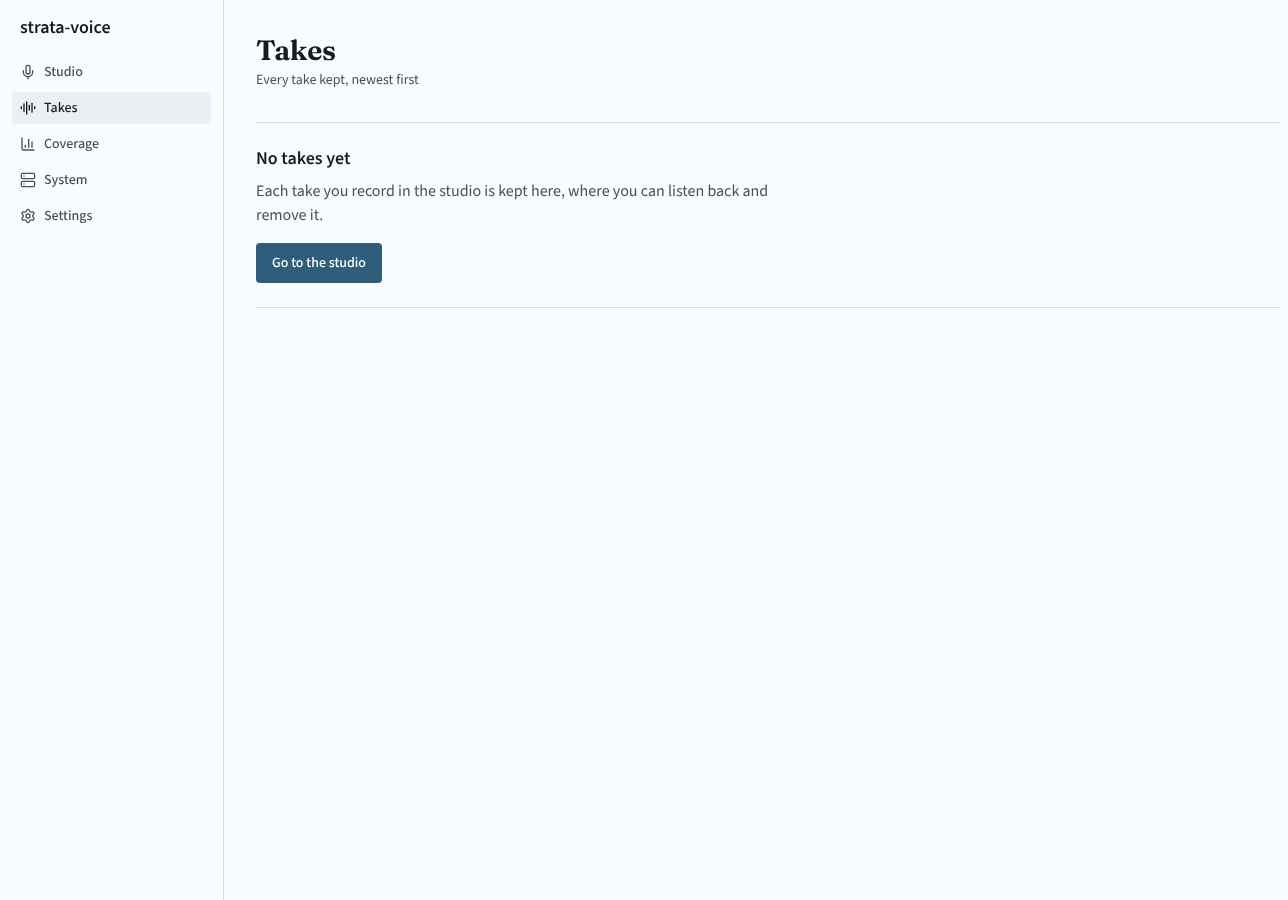 strata-voice
Studio
Takes
Coverage
System
Settings
Takes
Every take kept, newest first
No takes yet
Each take you record in the studio is kept here, where you can listen back and
remove it.
Go to the studio